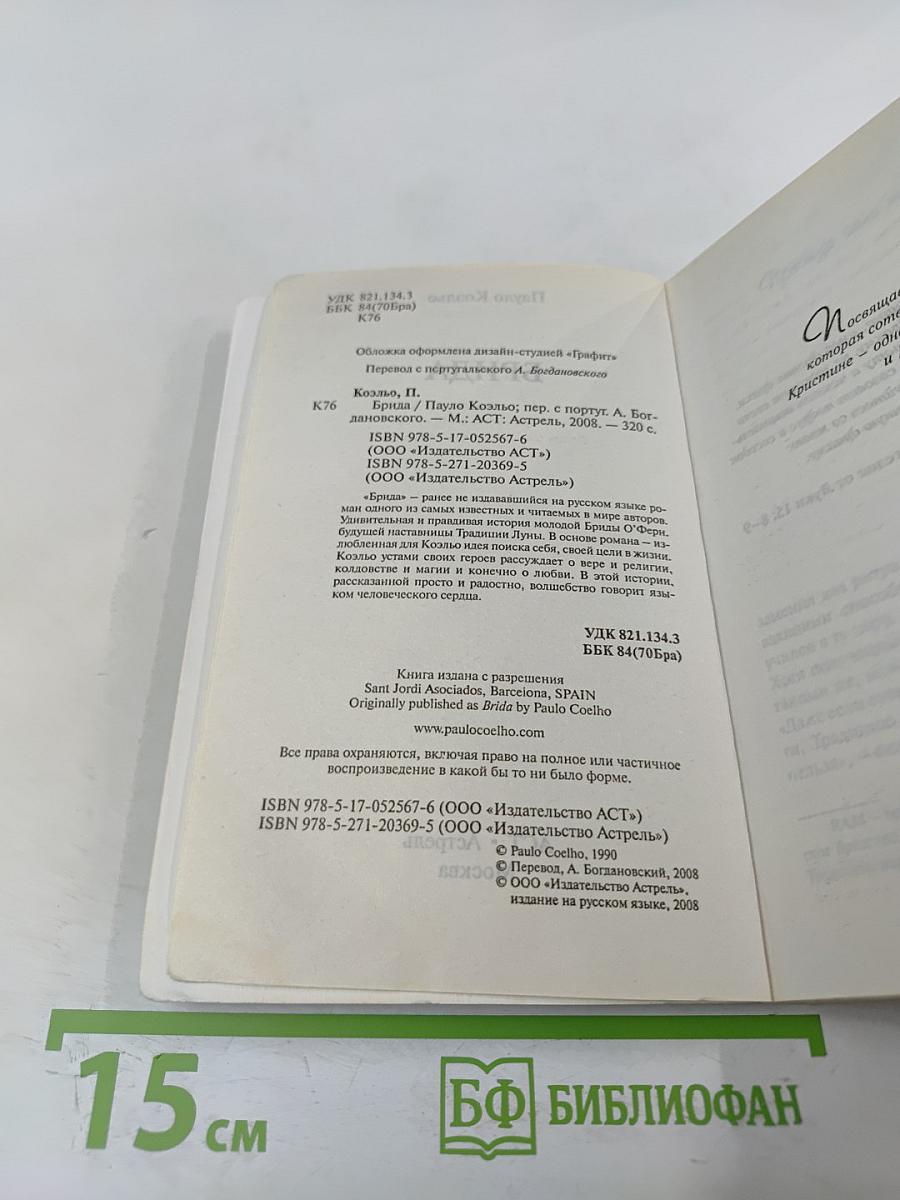 УДК 821.134.3
ББК 84(70Бра)
К76
Обложка оформлена дизайн-студией «Графит»
Перевод с португальского А. Богдановского
Коэльо, П.
К76 Брида / Пауло Коэльо; пер. с португ. А. Бог-
дановского. — М.: АСТ: Астрель, 2008. — 320 с.
ISBN 978-5-17-052567-6
(ООО «Издательство АСТ»)
ISBN 978-5-271-20369-5
(ООО «Издательство Астрель»)
«Брида» — ранее не издававшийся на русском языке ро-
ман одного из самых известных и читаемых в мире авторов.
Удивительная и правдивая история молодой Бриды О'Ферн,
будущей наставницы Традиции Луны. В основе романа — из-
любленная для Коэльо идея поиска себя, своей цели в жизни.
Коэльо устами своих героев рассуждает о вере и религии,
колдовстве и магии и конечно о любви. В этой истории,
рассказанной просто и радостно, волшебство говорит язы-
ком человеческого сердца.
УДК 821.134.3
ББК 84(70Бра)
Книга издана с разрешения
Sant Jordi Asociados, Barcelona, SPAIN
Originally published as Brida by Paulo Coelho
www.paulocoelho.com
Все права охраняются, включая право на полное или частичное
воспроизведение в какой бы то ни было форме.
ISBN 978-5-17-052567-6 (ООО «Издательство АСТ»)
ISBN 978-5-271-20369-5 (ООО «Издательство Астрель»)
© Paulo Coelho, 1990
© Перевод, А. Богдановский, 2008
© ООО «Издательство Астрель»,
издание на русском языке, 2008
Посвящае
которая соте
Кристине – одно
и
15 см
БФ БИБЛИОФАН